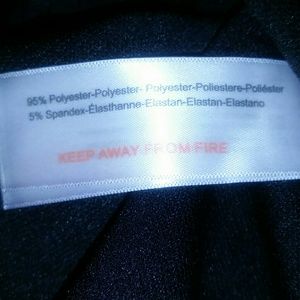 95% Polyester-Polyester- Polyester-Poliestere-Poliéster
5% Spandex-Élasthanne-Elastan-Elastan-Elastano
KEEP AWAY FROM FIRE